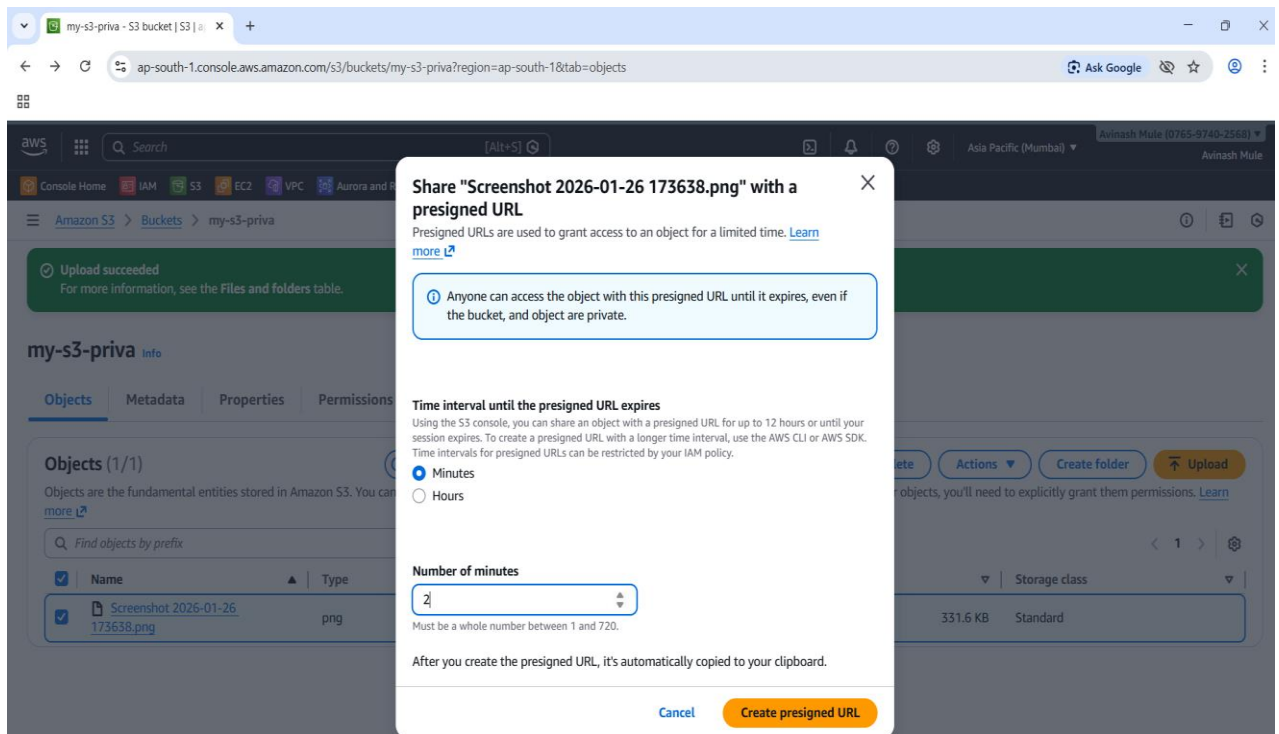 my-s3-priva - S3 bucket | S3 | a
ap-south-1.console.aws.amazon.com/s3/buckets/my-s3-priva?region=ap-south-1&tab=objects
Ask Google
aws
Search
[Alt+S]
Asia Pacific (Mumbai) ▼
Avinash Mule (0765-9740-2568) ▼
Avinash Mule
Console Home IAM S3 EC2 VPC Aurora and R
Amazon S3 > Buckets > my-s3-priva
Upload succeeded
For more information, see the Files and folders table.
my-s3-priva Info
Objects Metadata Properties Permissions
Objects (1/1)
Actions ▼ Create folder Upload
Objects are the fundamental entities stored in Amazon S3. You can
objects, you'll need to explicitly grant them permissions. Learn
more
Find objects by prefix
1
Name ▲ Type
Storage class
Screenshot 2026-01-26
173638.png
png
331.6 KB Standard
Share "Screenshot 2026-01-26 173638.png" with a
presigned URL
Presigned URLs are used to grant access to an object for a limited time. Learn
more
Anyone can access the object with this presigned URL until it expires, even if
the bucket, and object are private.
Time interval until the presigned URL expires
Using the S3 console, you can share an object with a presigned URL for up to 12 hours or until your
session expires. To create a presigned URL with a longer time interval, use the AWS CLI or AWS SDK.
Time intervals for presigned URLs can be restricted by your IAM policy.
Minutes
Hours
Number of minutes
2
Must be a whole number between 1 and 720.
After you create the presigned URL, it's automatically copied to your clipboard.
Cancel Create presigned URL